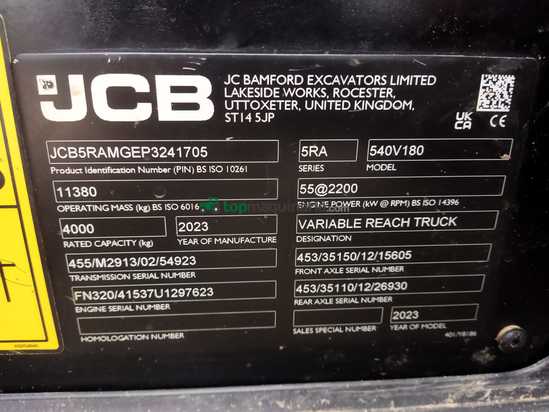 JCB
JC BAMFORD EXCAVATORS LIMITED
LAKESIDE WORKS, ROCESTER,
UTTOXETER, UNITED KINGDOM,
ST14 5JP
UK
CA
CE
JCB5RAMGEP3241705
5RA
540V180
Product Identification Number (PIN) BS ISO 10261
SERIES
MODEL
11380
55@2200
OPERATING MASS (kg) BS ISO 6016
ENGINE POWER (kW @ RPM) BS ISO 14396
topmaquinaria.com
4000
2023
VARIABLE REACH TRUCK
RATED CAPACITY (kg)
YEAR OF MANUFACTURE
DESIGNATION
455/M2913/02/54923
453/35150/12/15605
TRANSMISSION SERIAL NUMBER
FRONT AXLE SERIAL NUMBER
FN320/41537U1297623
453/35110/12/26930
ENGINE SERIAL NUMBER
REAR AXLE SERIAL NUMBER
2023
HOMOLOGATION NUMBER
SALES SPECIAL NUMBER
YEAR OF MODEL